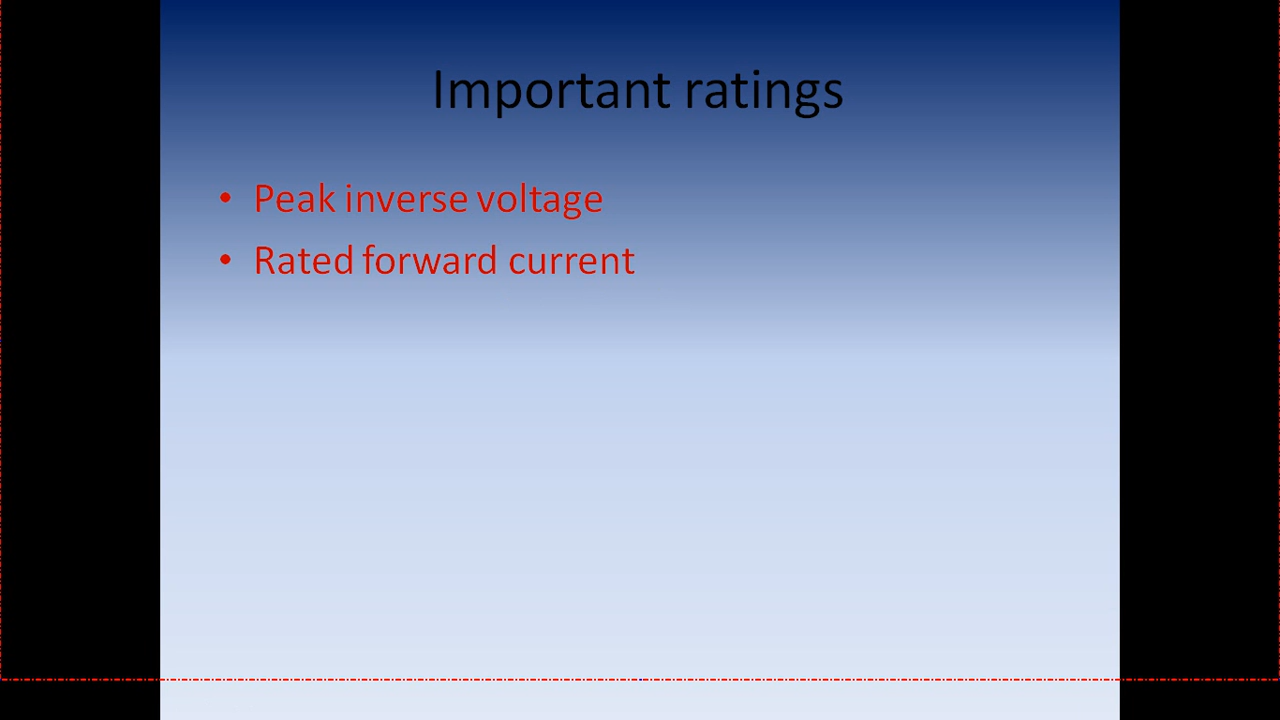 Important ratings
• Peak inverse voltage
• Rated forward current